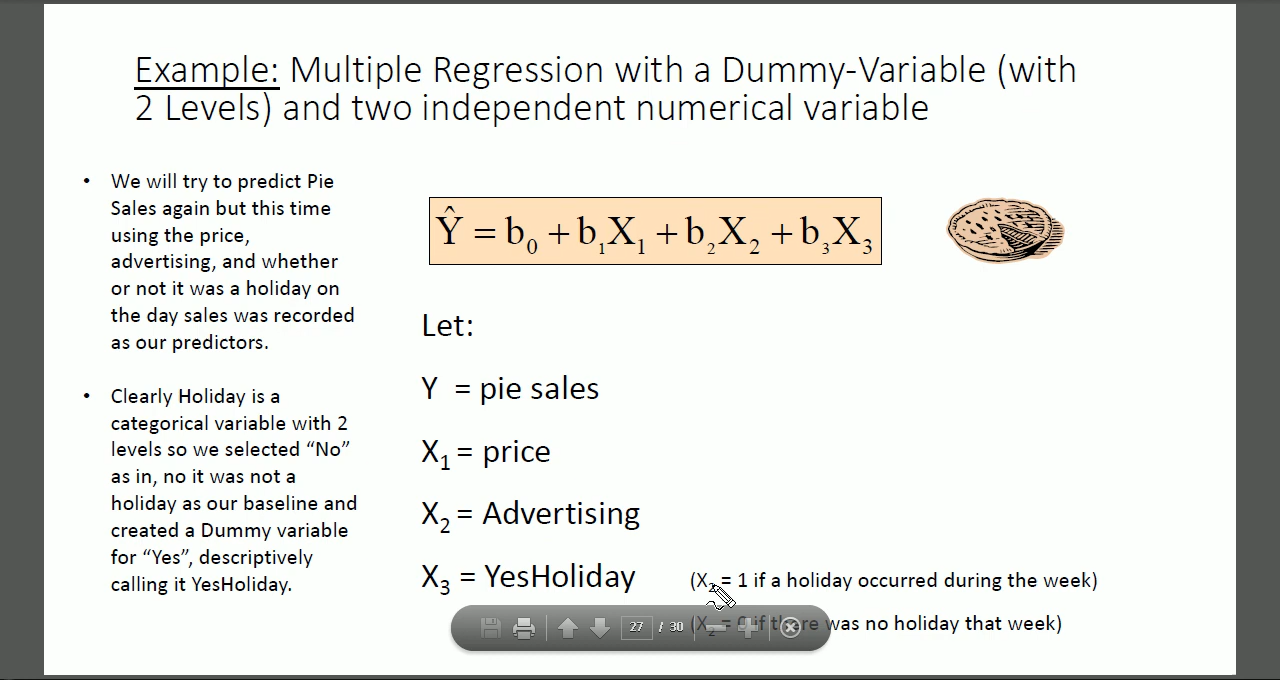 Example: Multiple Regression with a Dummy-Variable (with
2 Levels) and two independent numerical variable
• We will try to predict Pie
Sales again but this time
using the price,
advertising, and whether
or not it was a holiday on
the day sales was recorded
as our predictors.
• Clearly Holiday is a
categorical variable with 2
levels so we selected “No”
as in, no it was not a
holiday as our baseline and
created a Dummy variable
for “Yes”, descriptively
calling it YesHoliday.
Ŷ = b₀ + b₁X₁ + b₂X₂ + b₃X₃
Let:
Y = pie sales
X₁ = price
X₂ = Advertising
X₃ = YesHoliday (X₂ = 1 if a holiday occurred during the week)
(X₂ = 0 if there was no holiday that week)
27 / 30